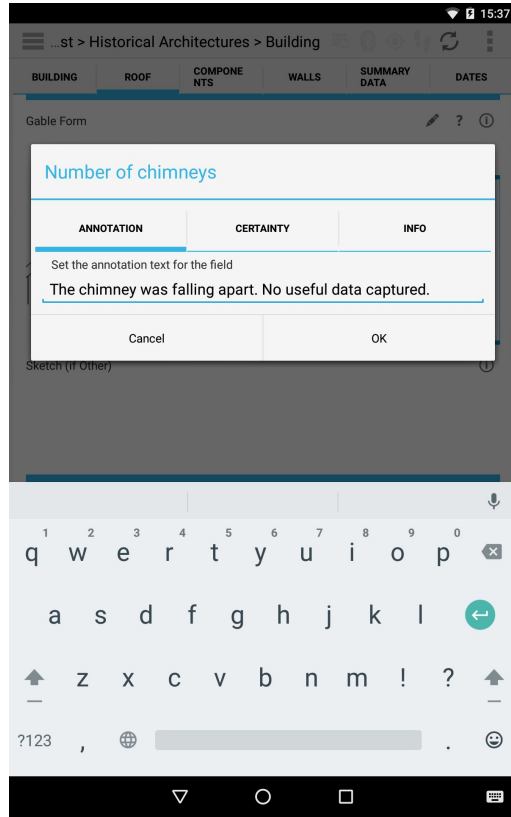 15:37
...st > Historical Architectures > Building
BUILDING
ROOF
COMPONE
NTS
WALLS
SUMMARY
DATA
DATES
Gable Form
?
Number of chimneys
ANNOTATION
CERTAINTY
INFO
Set the annotation text for the field
The chimney was falling apart. No useful data captured.
Cancel
OK
Sketch (if Other)
1 2 3 4 5 6 7 8 9 0
q w e r t y u i o p
a s d f g h j k l
z x c v b n m ! ?
?123 , .